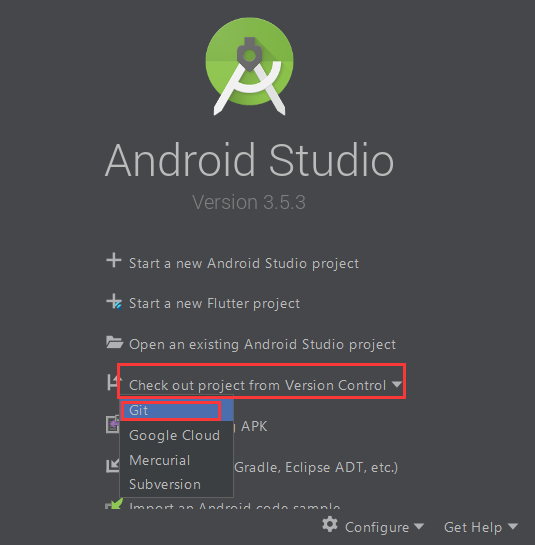 Android Studio
Version 3.5.3
Start a new Android Studio project
Start a new Flutter project
Open an existing Android Studio project
Check out project from Version Control
Git
Google Cloud
APK
Mercurial
Gradle, Eclipse ADT, etc.)
Subversion
Import an Android code sample
Configure
Get Help